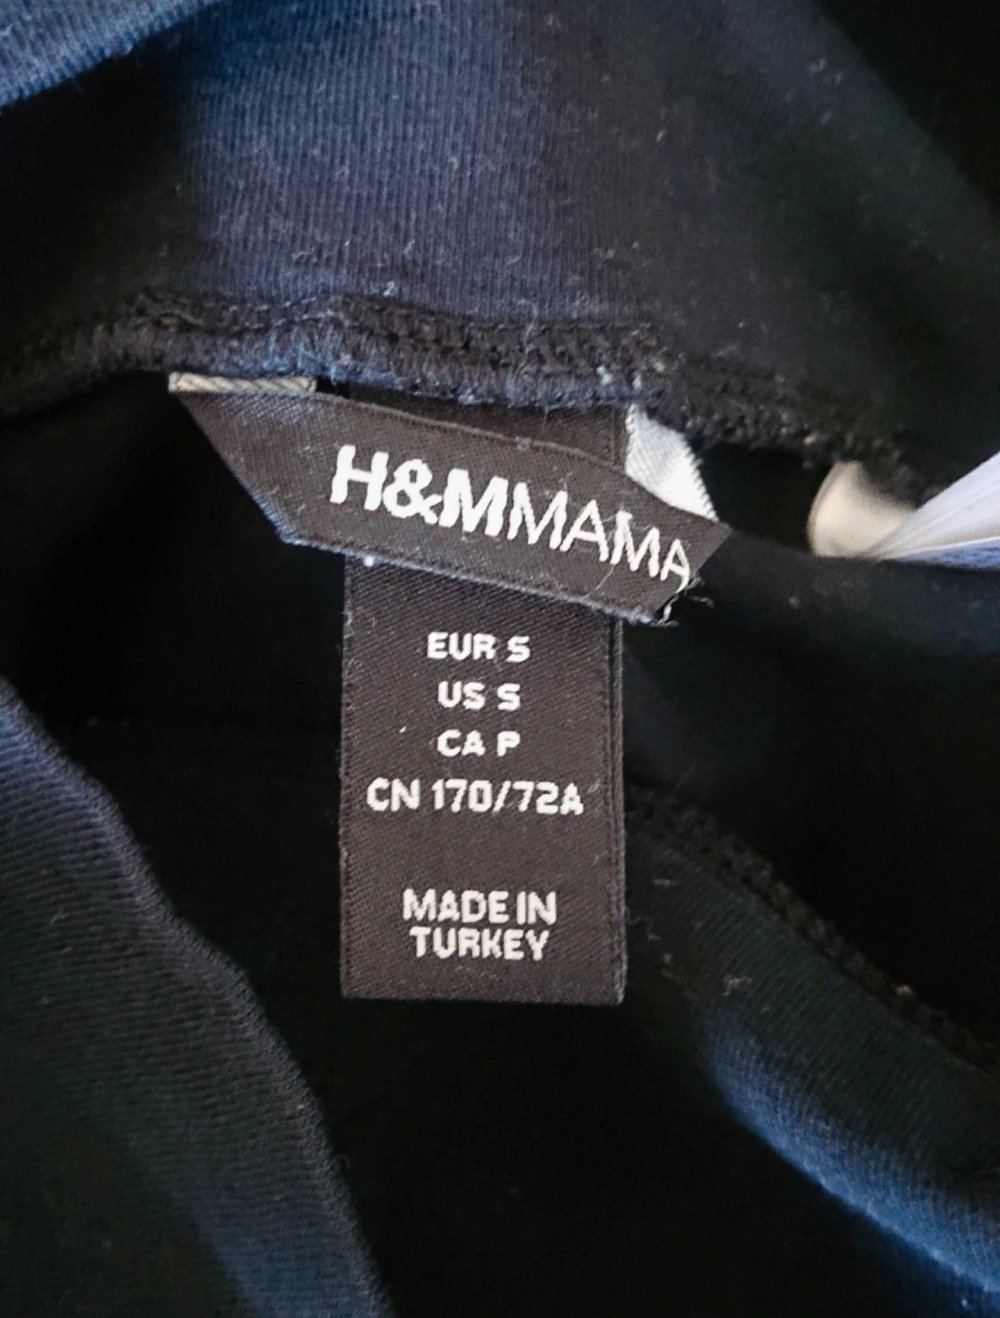 H&MMAMA
EUR S
US S
CA P
CN 170/72A
MADE IN
TURKEY